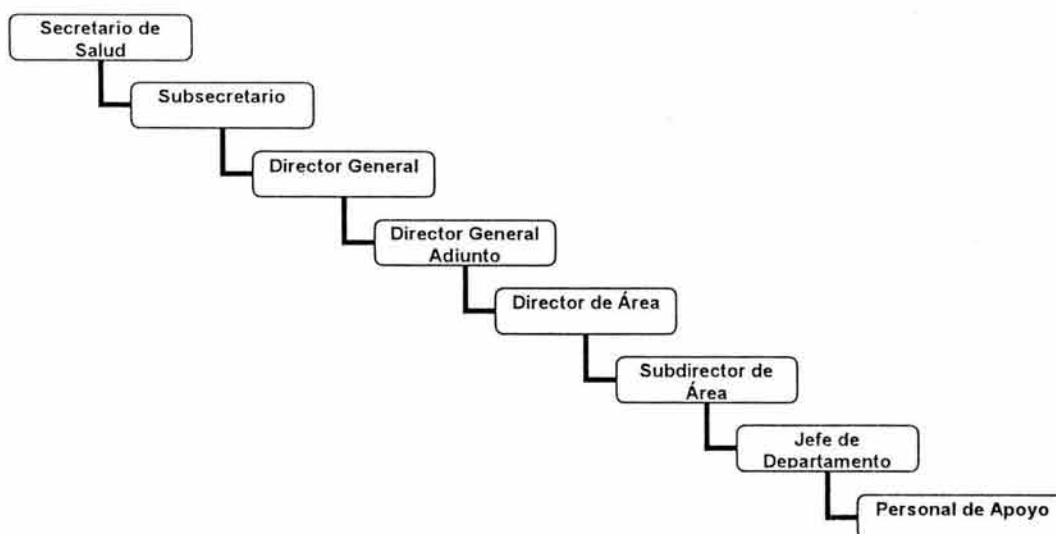 Secretario de
Salud
Subsecretario
Director General
Director General
Adjunto
Director de Área
Subdirector de
Área
Jefe de
Departamento
Personal de Apoyo